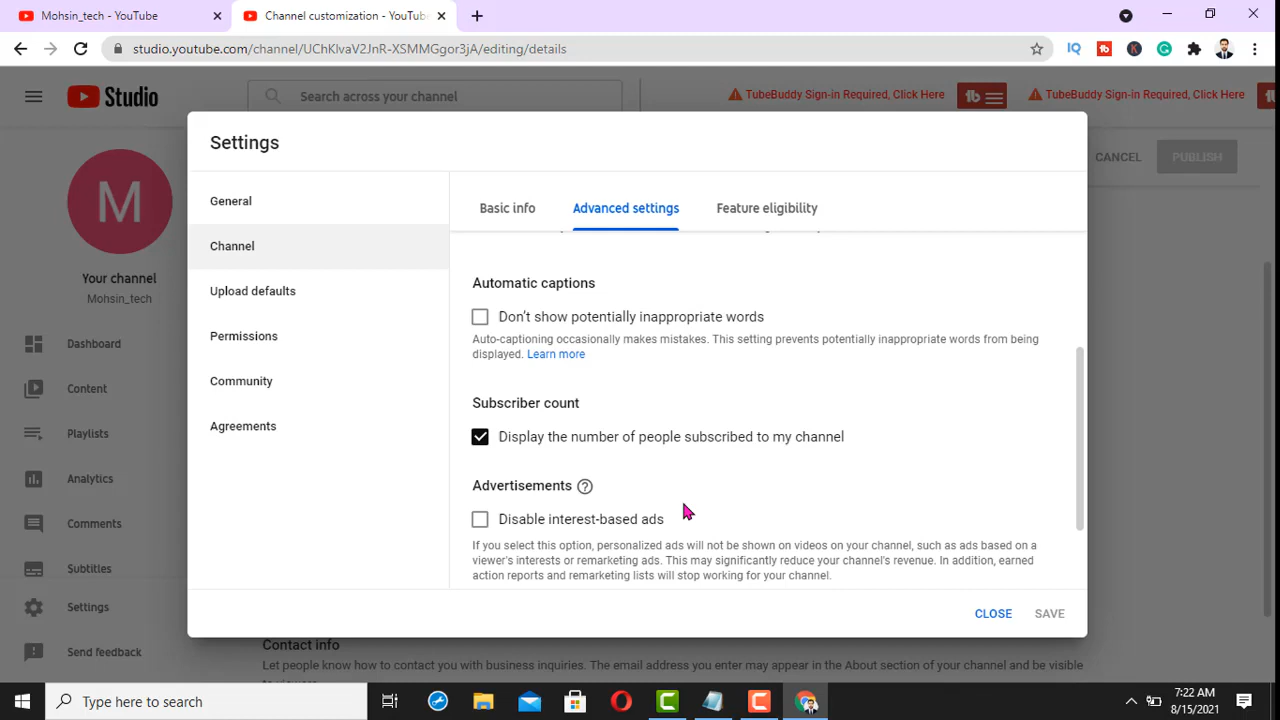 Mohsin_tech - YouTube
Channel customization - YouTube
studio.youtube.com/channel/UChKIvaV2JnR-XSMMGgor3jA/editing/details
IQ
tb
K
G
Studio
Search across your channel
TubeBuddy Sign-in Required, Click Here
tb
TubeBuddy Sign-in Required, Click Here
CANCEL
PUBLISH
M
Your channel
Mohsin_tech
Dashboard
Content
Playlists
Analytics
Comments
Subtitles
Settings
Send feedback
Settings
General
Channel
Upload defaults
Permissions
Community
Agreements
Basic info
Advanced settings
Feature eligibility
Automatic captions
Don't show potentially inappropriate words
Auto-captioning occasionally makes mistakes. This setting prevents potentially inappropriate words from being
displayed. Learn more
Subscriber count
Display the number of people subscribed to my channel
Advertisements
Disable interest-based ads
If you select this option, personalized ads will not be shown on videos on your channel, such as ads based on a
viewer's interests or remarketing ads. This may significantly reduce your channel's revenue. In addition, earned
action reports and remarketing lists will stop working for your channel.
CLOSE
SAVE
Contact info
Let people know how to contact you with business inquiries. The email address you enter may appear in the About section of your channel and be visible
Type here to search
7:22 AM
8/15/2021